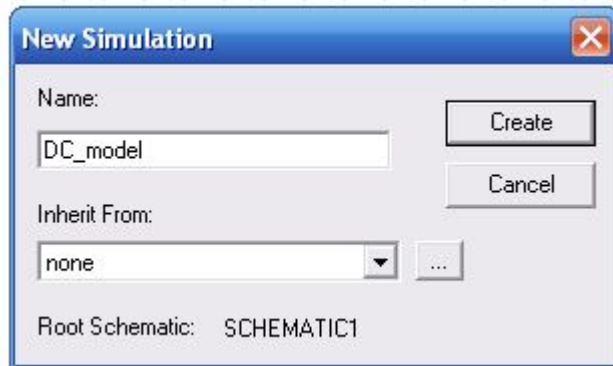 New Simulation
Name:
Create
DC_model
Cancel
Inherit From:
none
...
Root Schematic: SCHEMATIC1